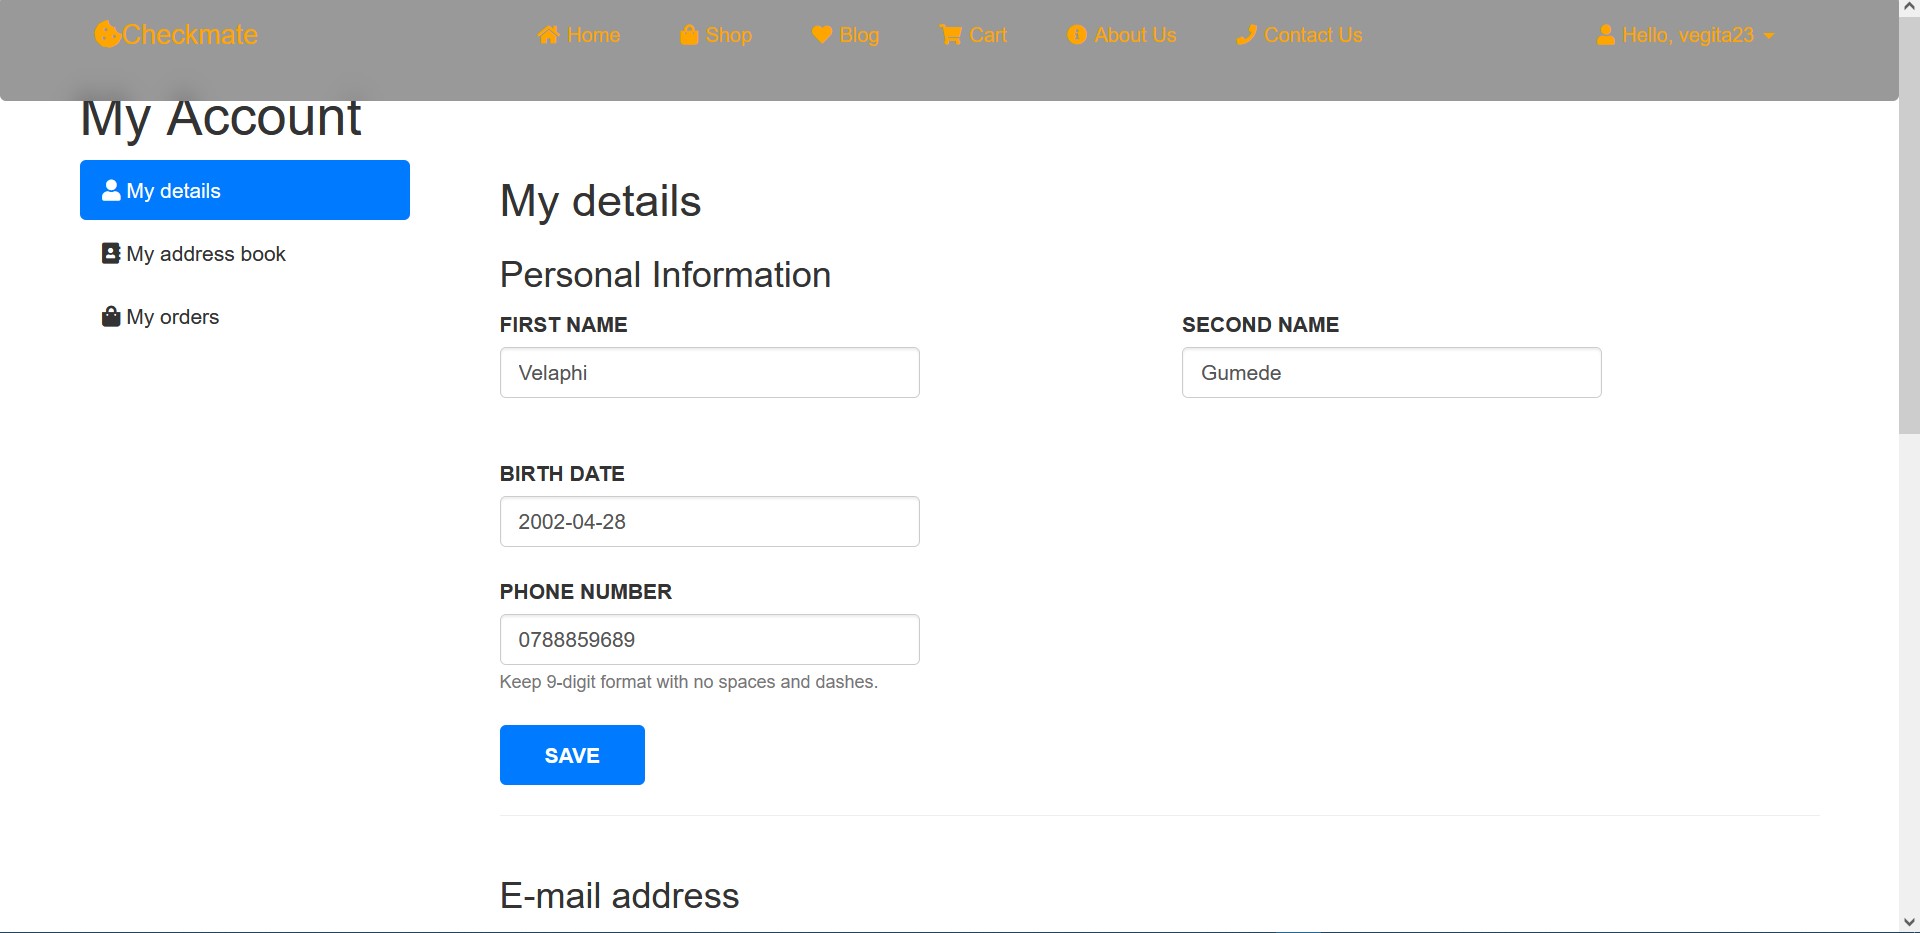 Checkmate Home Shop Blog Cart About Us Contact Us Hello, vegita23
My Account
My details
My address book
My orders
My details
Personal Information
FIRST NAME SECOND NAME
Velaphi Gumede
BIRTH DATE
2002-04-28
PHONE NUMBER
0788859689
Keep 9-digit format with no spaces and dashes.
SAVE
E-mail address